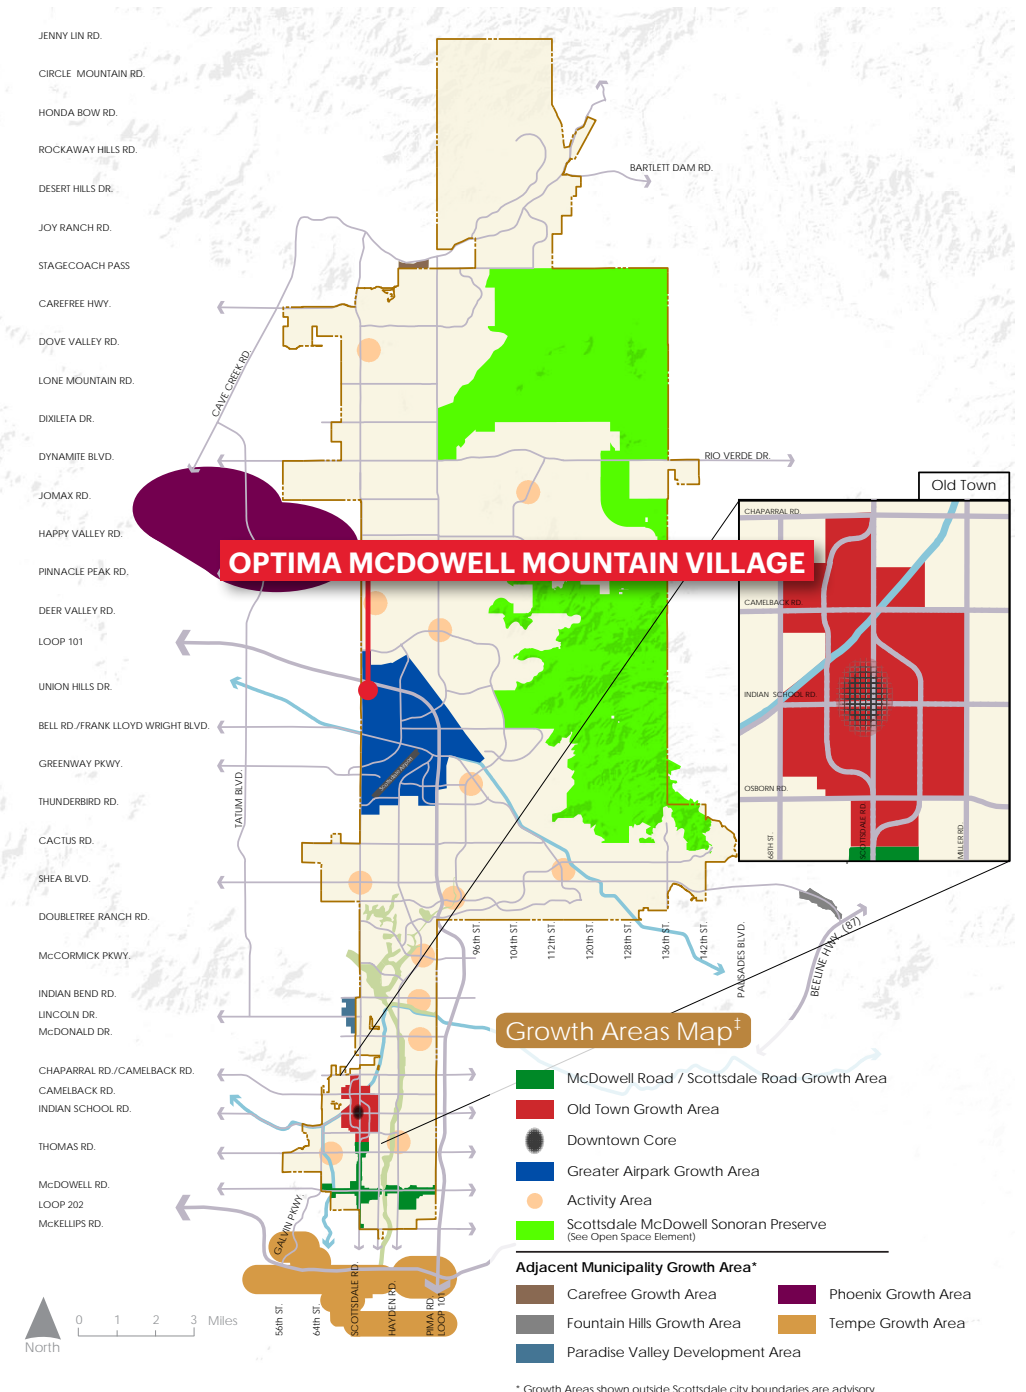 JENNY LIN RD.
CIRCLE MOUNTAIN RD.
HONDA BOW RD.
ROCKAWAY HILLS RD.
BARTLETT DAM RD.
DESERT HILLS DR.
JOY RANCH RD.
STAGECOACH PASS
CAREFREE HWY.
DOVE VALLEY RD.
LONE MOUNTAIN RD.
CAVE CREEK RD.
DIXILETA DR.
DYNAMITE BLVD.
RIO VERDE DR.
JOMAX RD.
HAPPY VALLEY RD.
OPTIMA MCDOWELL MOUNTAIN VILLAGE
PINNACLE PEAK RD.
DEER VALLEY RD.
LOOP 101
UNION HILLS DR.
BELL RD./FRANK LLOYD WRIGHT BLVD.
GREENWAY PKWY.
THUNDERBIRD RD.
TATUM BLVD.
CACTUS RD.
SHEA BLVD.
DOUBLETREE RANCH RD.
McCORMICK PKWY.
INDIAN BEND RD.
LINCOLN DR.
McDONALD DR.
CHAPARRAL RD./CAMELBACK RD.
CAMELBACK RD.
INDIAN SCHOOL RD.
THOMAS RD.
McDOWELL RD.
LOOP 202
McKELLIPS RD.
Old Town
CHAPARRAL RD.
CAMELBACK RD.
INDIAN SCHOOL RD.
OSBORN RD.
68TH ST.
SCOTTSDALE RD.
MILLER RD.
96th ST.
104th ST.
112th ST.
120th ST.
128th ST.
136th ST.
142th ST.
PALISADES BLVD.
BEELINE HWY. (87)
GALVIN PKWY.
56th ST.
64th ST.
SCOTTSDALE RD.
HAYDEN RD.
PIMA RD.
LOOP 101
0 1 2 3 Miles
North
Growth Areas Map‡
McDowell Road / Scottsdale Road Growth Area
Old Town Growth Area
Downtown Core
Greater Airpark Growth Area
Activity Area
Scottsdale McDowell Sonoran Preserve
(See Open Space Element)
Adjacent Municipality Growth Area*
Carefree Growth Area
Phoenix Growth Area
Fountain Hills Growth Area
Tempe Growth Area
Paradise Valley Development Area
* Growth Areas shown outside Scottsdale city boundaries are advisory